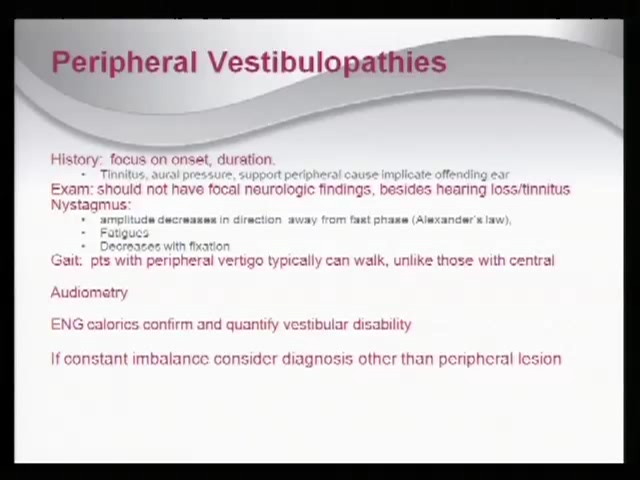 Peripheral Vestibulopathies
History: focus on onset, duration.
• Tinnitus, aural pressure, support peripheral cause implicate offending ear
Exam: should not have focal neurologic findings, besides hearing loss/tinnitus
Nystagmus:
• amplitude decreases in direction away from fast phase (Alexander's law),
• Fatigues
• Decreases with fixation
Gait: pts with peripheral vertigo typically can walk, unlike those with central
Audiometry
ENG calorics confirm and quantify vestibular disability
If constant imbalance consider diagnosis other than peripheral lesion